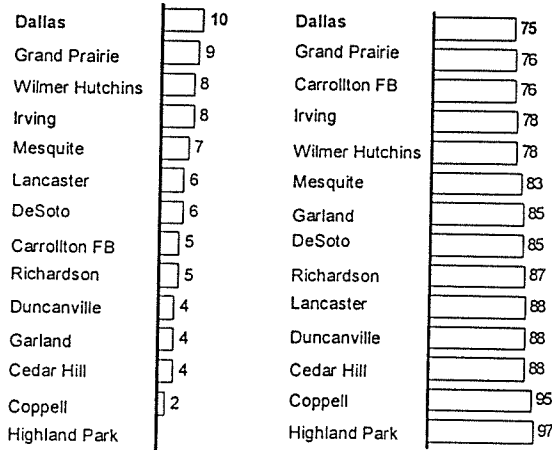 Dallas 10
Grand Prairie 9
Wilmer Hutchins 8
Irving 8
Mesquite 7
Lancaster 6
DeSoto 6
Carrollton FB 5
Richardson 5
Duncanville 4
Garland 4
Cedar Hill 4
Coppell 2
Highland Park
Dallas 75
Grand Prairie 76
Carrollton FB 76
Irving 78
Wilmer Hutchins 78
Mesquite 83
Garland 85
DeSoto 85
Richardson 87
Lancaster 88
Duncanville 88
Cedar Hill 88
Coppell 95
Highland Park 97